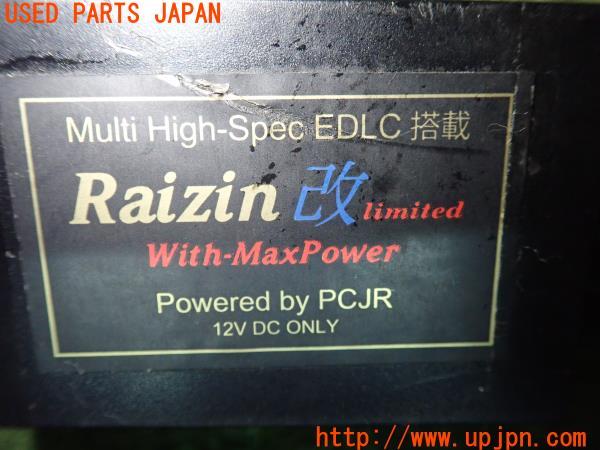 USED PARTS JAPAN
Multi High-Spec EDLC 搭載
Raizin 改 limited
With-MaxPower
Powered by PCJR
12V DC ONLY
http://www.upjpn.com/